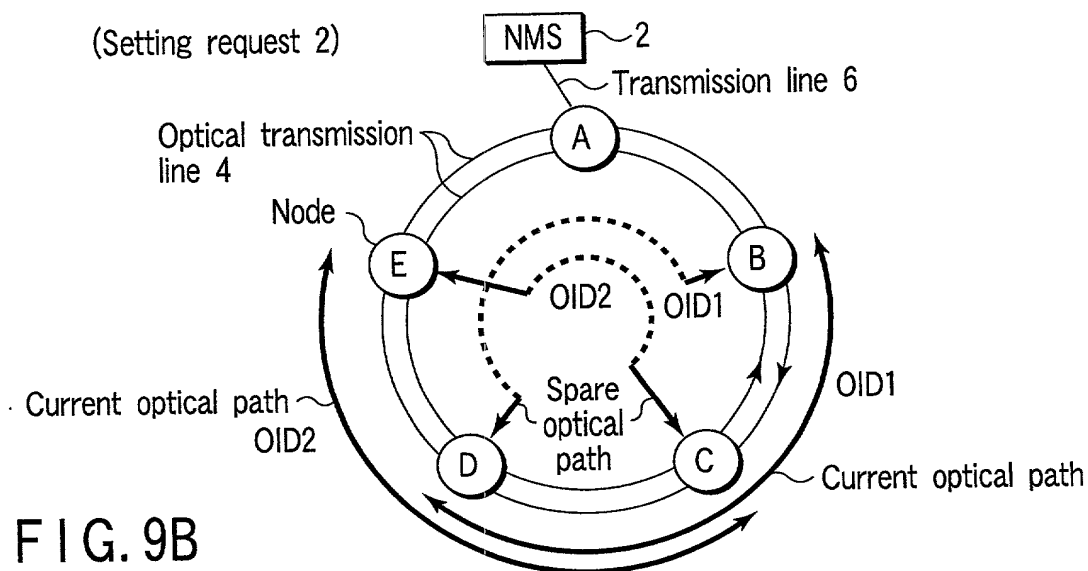 (Setting request 2)
NMS
2
Transmission line 6
Optical transmission
line 4
A
Node
E
B
OID2
OID1
OID1
Spare
optical
path
Current optical path
OID2
D
C
Current optical path
FIG. 9B